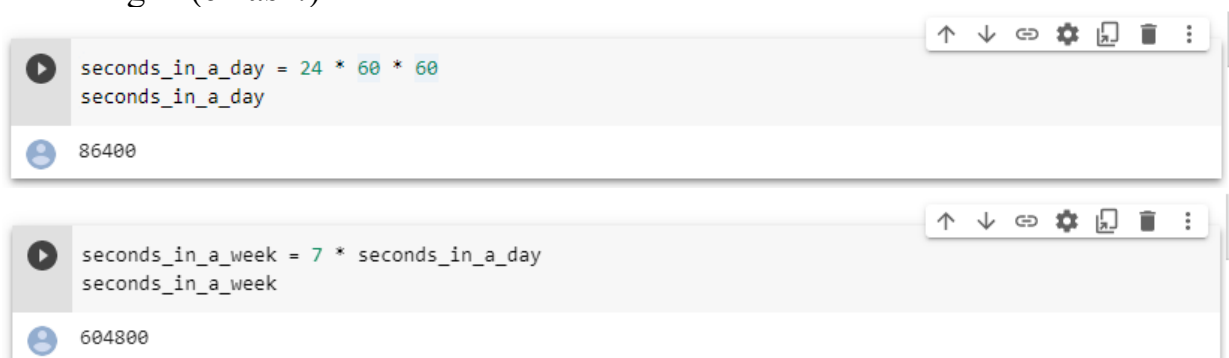 seconds_in_a_day = 24 * 60 * 60
seconds_in_a_day
86400
seconds_in_a_week = 7 * seconds_in_a_day
seconds_in_a_week
604800